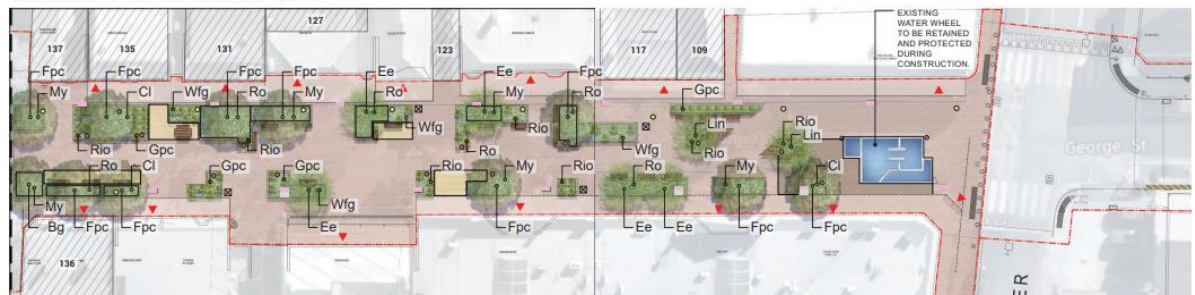 127
EXISTING
WATER WHEEL
TO BE RETAINED
AND PROTECTED
DURING
CONSTRUCTION.
137
135
131
123
117
109
Fpc
Fpc
Fpc
Fpc
Ee
Ee
Fpc
Gpc
My
Cl
Wfg
Ro
My
Ro
My
Ro
Wfg
Rio
Lin
Rio
Lin
Rio
Gpc
Rio
Ro
Wfg
Rio
George St
Ro
Cl
Gpc
Gpc
Rio
My
Rio
Rio
Ro
My
Cl
My
Wfg
Bg
Fpc
Fpc
Ee
Fpc
Ee
Ee
Fpc
Fpc
136
ER